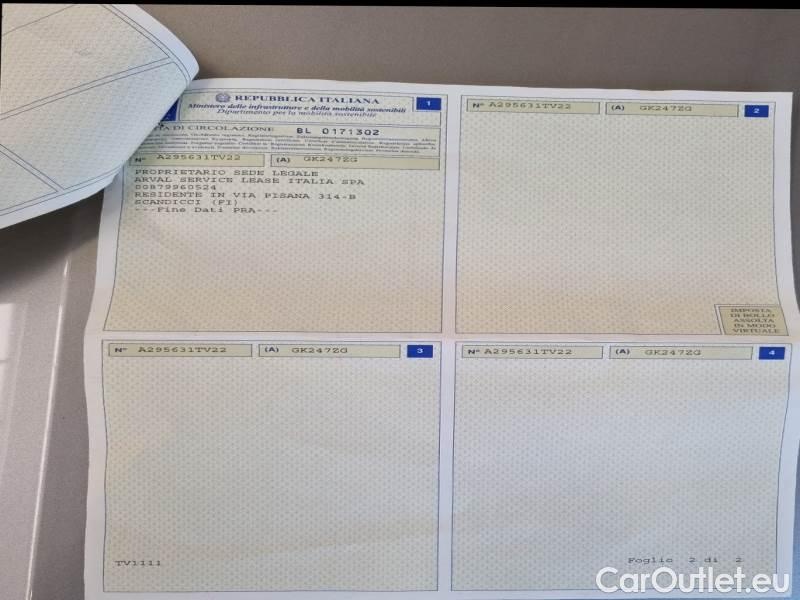 REPUBBLICA ITALIANA
Ministero delle infrastrutture e della mobilità sostenibili
Dipartimento per la mobilità sostenibile
1
DI CIRCOLAZIONE BL 0171302
N° A295631TV22 (A) GK247ZG
PROPRIETARIO SEDE LEGALE
ARVAL SERVICE LEASE ITALIA SPA
00879960524
RESIDENTE IN VIA PISANA 314-B
SCANDICCI (FI)
---Fine Dati PRA---
N° A295631TV22 (A) GK247ZG 2
IMPOSTA
DI BOLLO
ASSOLTA
IN MODO
VIRTUALE
N° A295631TV22 (A) GK247ZG 3
TV1111
N° A295631TV22 (A) GK247ZG 4
Foglio 2 di 2
CarOutlet.eu